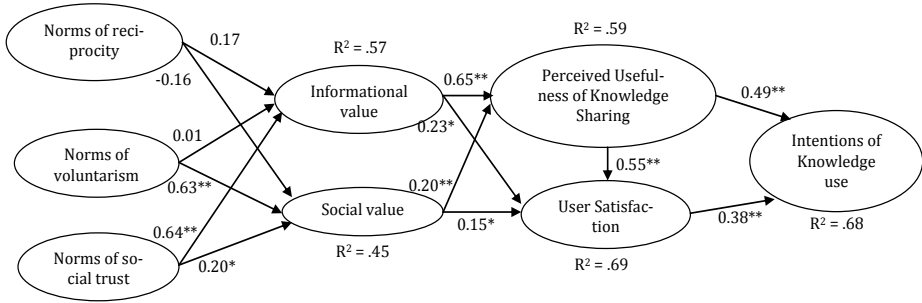 Norms of reci-
procity
0.17
-0.16
Norms of
voluntarism
0.01
0.63**
Norms of so-
cial trust
0.64**
0.20*
R² = .57
Informational
value
0.65**
0.23*
Social value
R² = .45
0.20**
0.15*
R² = .59
Perceived Useful-
ness of Knowledge
Sharing
0.55**
User Satisfac-
tion
R² = .69
0.49**
0.38**
Intentions of
Knowledge
use
R² = .68